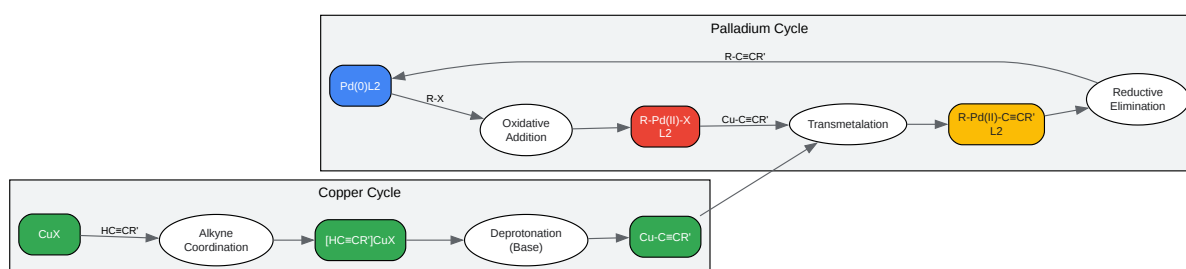 Palladium Cycle
R-C≡CR'
Pd(0)L2
R-X
Oxidative
Addition
R-Pd(II)-X
L2
Cu-C≡CR'
Transmetalation
R-Pd(II)-C≡CR'
L2
Reductive
Elimination
Copper Cycle
CuX
HC≡CR'
Alkyne
Coordination
[HC≡CR']CuX
Deprotonation
(Base)
Cu-C≡CR'